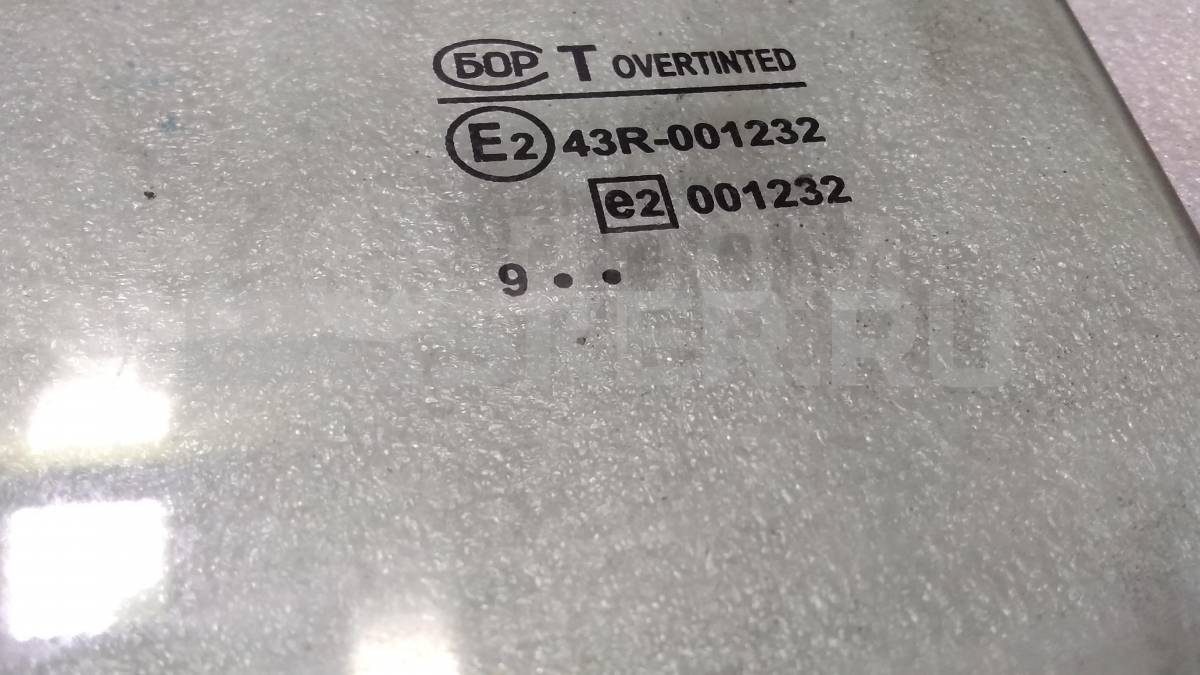 БОР T OVERTINTED
E2 43R-001232
e2 001232
9 • •